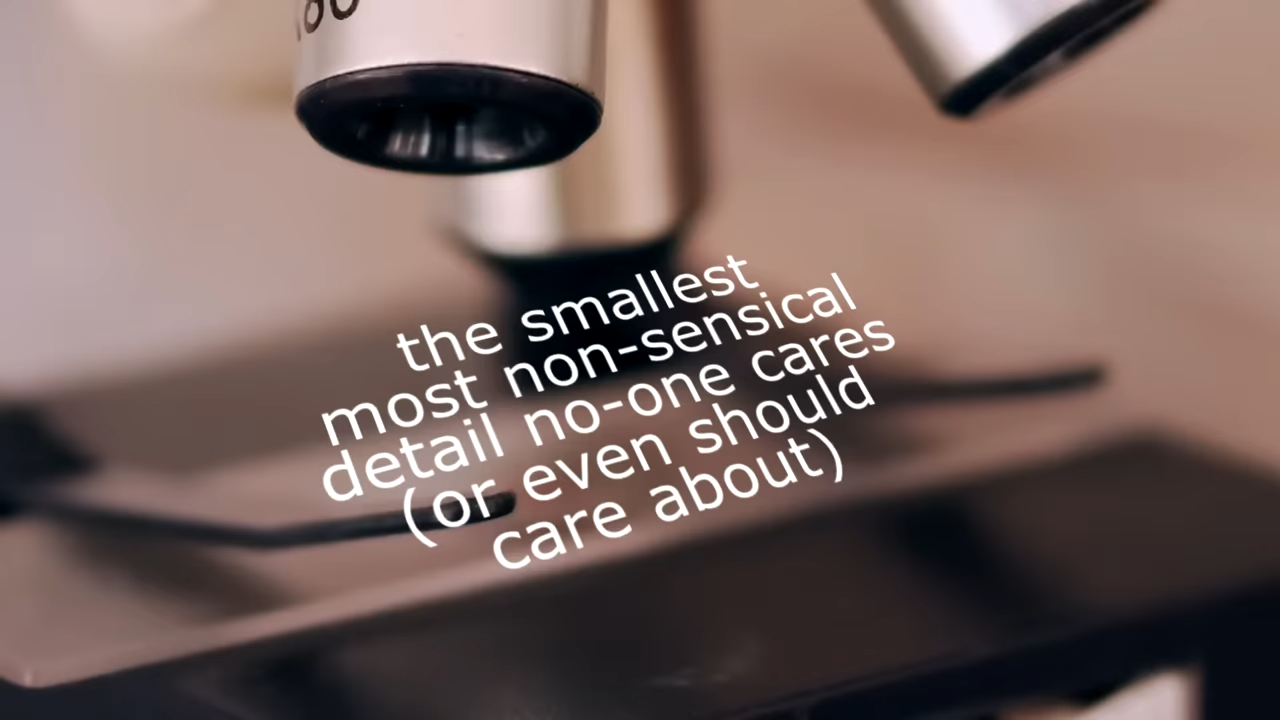 the smallest
most non-sensical
detail no-one cares
(or even should
care about)